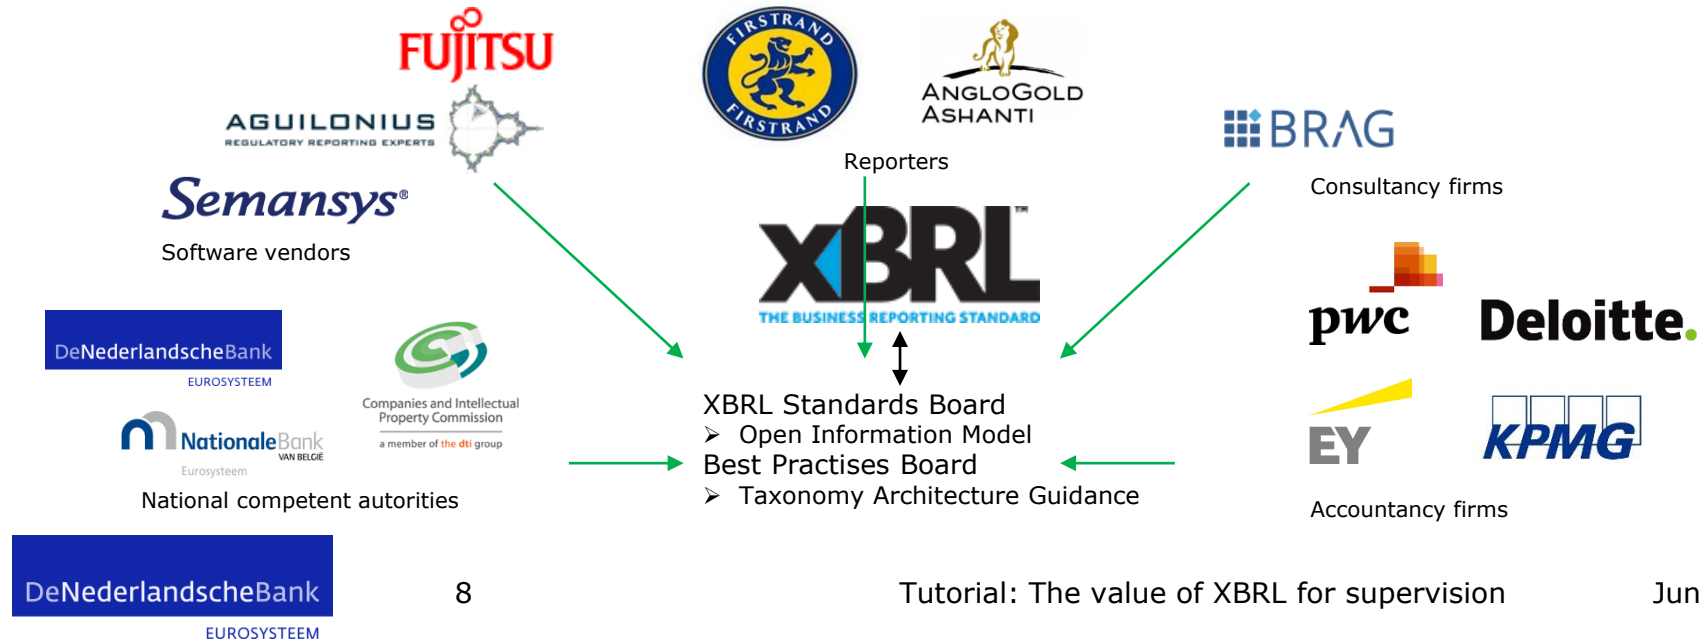 FUJITSU
AGUILONIUS
REGULATORY REPORTING EXPERTS
Semansys®
Software vendors
FIRSTRAND
FIRSTRAND
ANGLOGOLD
ASHANTI
Reporters
BRAG
Consultancy firms
XBRL™
THE BUSINESS REPORTING STANDARD
pwc
Deloitte.
EY
KPMG
Accountancy firms
DeNederlandscheBank
EUROSYSTEEM
Companies and Intellectual
Property Commission
a member of the dti group
NationaleBank
VAN BELGIË
Eurosysteem
National competent autorities
XBRL Standards Board
➢ Open Information Model
Best Practises Board
➢ Taxonomy Architecture Guidance
DeNederlandscheBank
EUROSYSTEEM
8
Tutorial: The value of XBRL for supervision
Jun